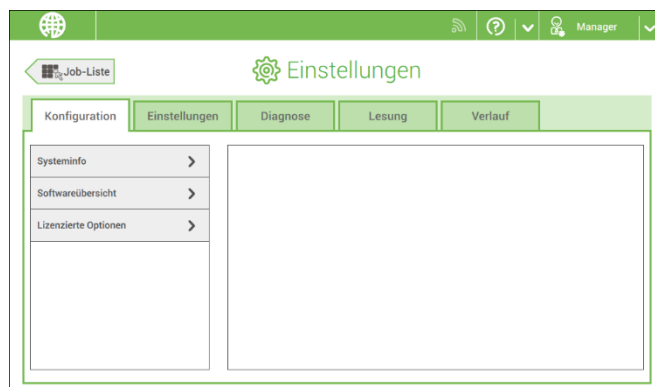 Manager
Job-Liste
Einstellungen
Konfiguration
Einstellungen
Diagnose
Lesung
Verlauf
Systeminfo
Softwareübersicht
Lizenzierte Optionen